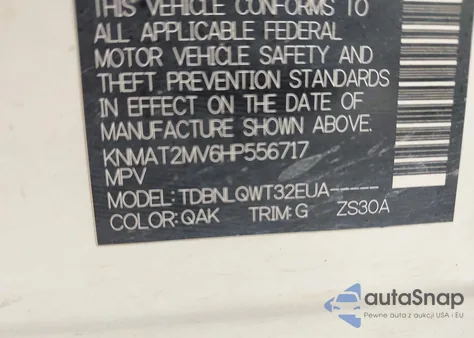 THIS VEHICLE CONFORMS TO
ALL APPLICABLE FEDERAL
MOTOR VEHICLE SAFETY AND
THEFT PREVENTION STANDARDS
IN EFFECT ON THE DATE OF
MANUFACTURE SHOWN ABOVE.
KNMAT2MV6HP556717
MPV
MODEL: TDBNLQWT32EUA-----
COLOR: QAK TRIM: G ZS30A
autoSnap
Pewne auta z aukcji USA i EU